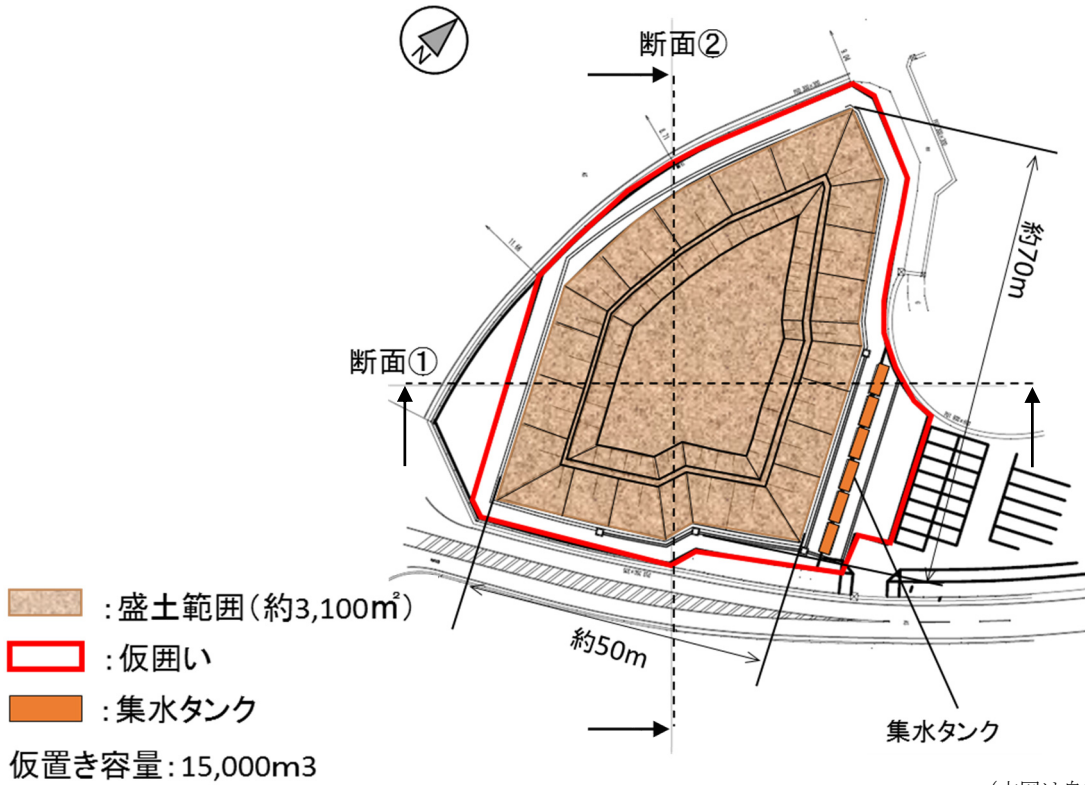 断面②
N
断面①
約70m
約50m
集水タンク
:盛土範囲(約3,100㎡)
:仮囲い
:集水タンク
仮置き容量:15,000m3